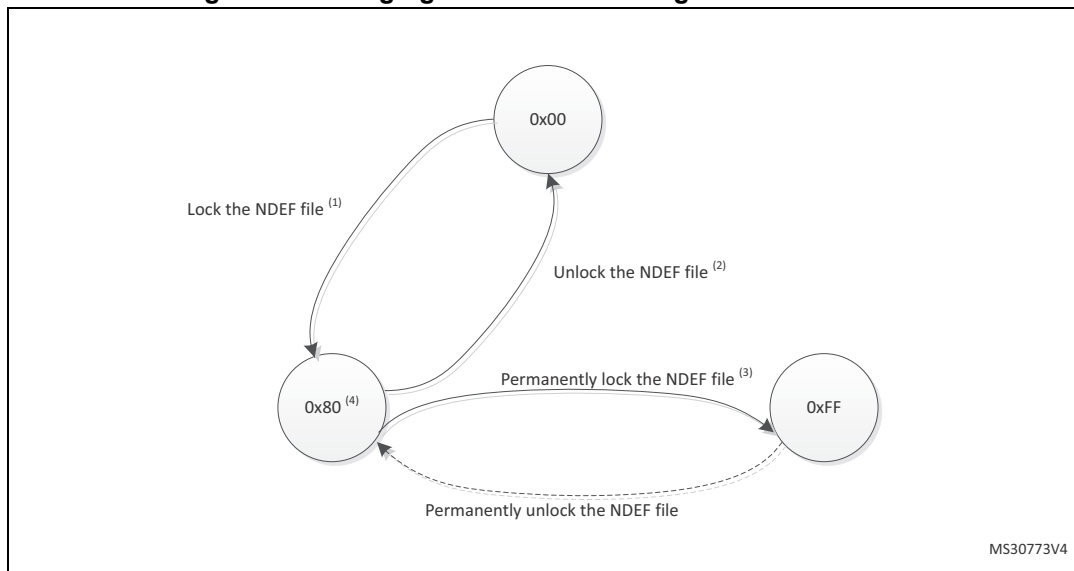 0x00
Lock the NDEF file (1)
Unlock the NDEF file (2)
Permanently lock the NDEF file (3)
0x80 (4)
0xFF
Permanently unlock the NDEF file
MS30773V4